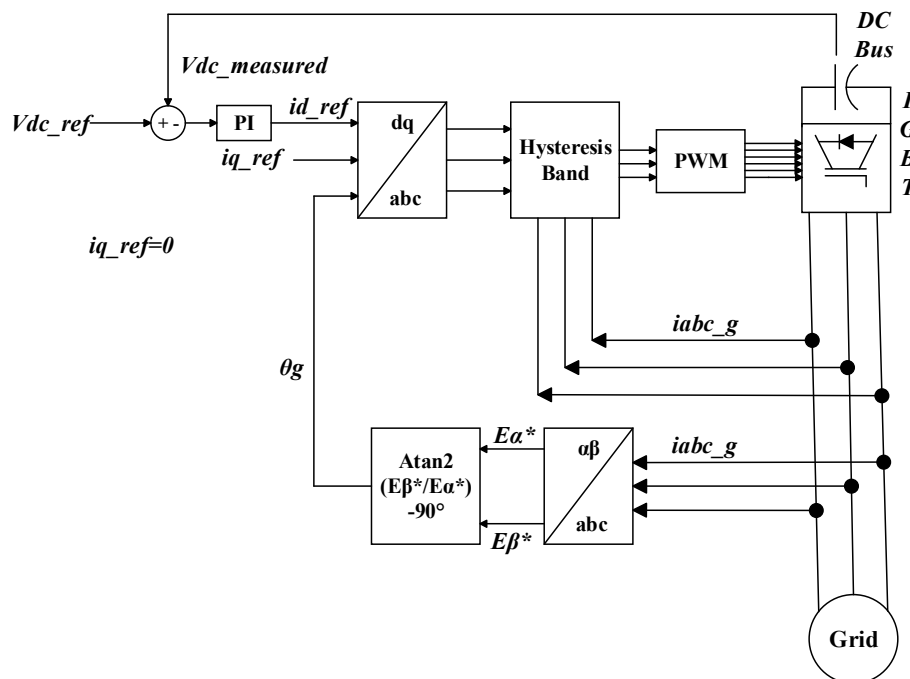 DC
Bus
Vdc_measured
Vdc_ref
+ -
PI
id_ref
iq_ref
dq
abc
Hysteresis
Band
PWM
I
G
B
T
iq_ref=0
iabc_g
θg
Atan2
(Eβ*/Eα*)
-90°
Eα*
Eβ*
αβ
abc
iabc_g
Grid